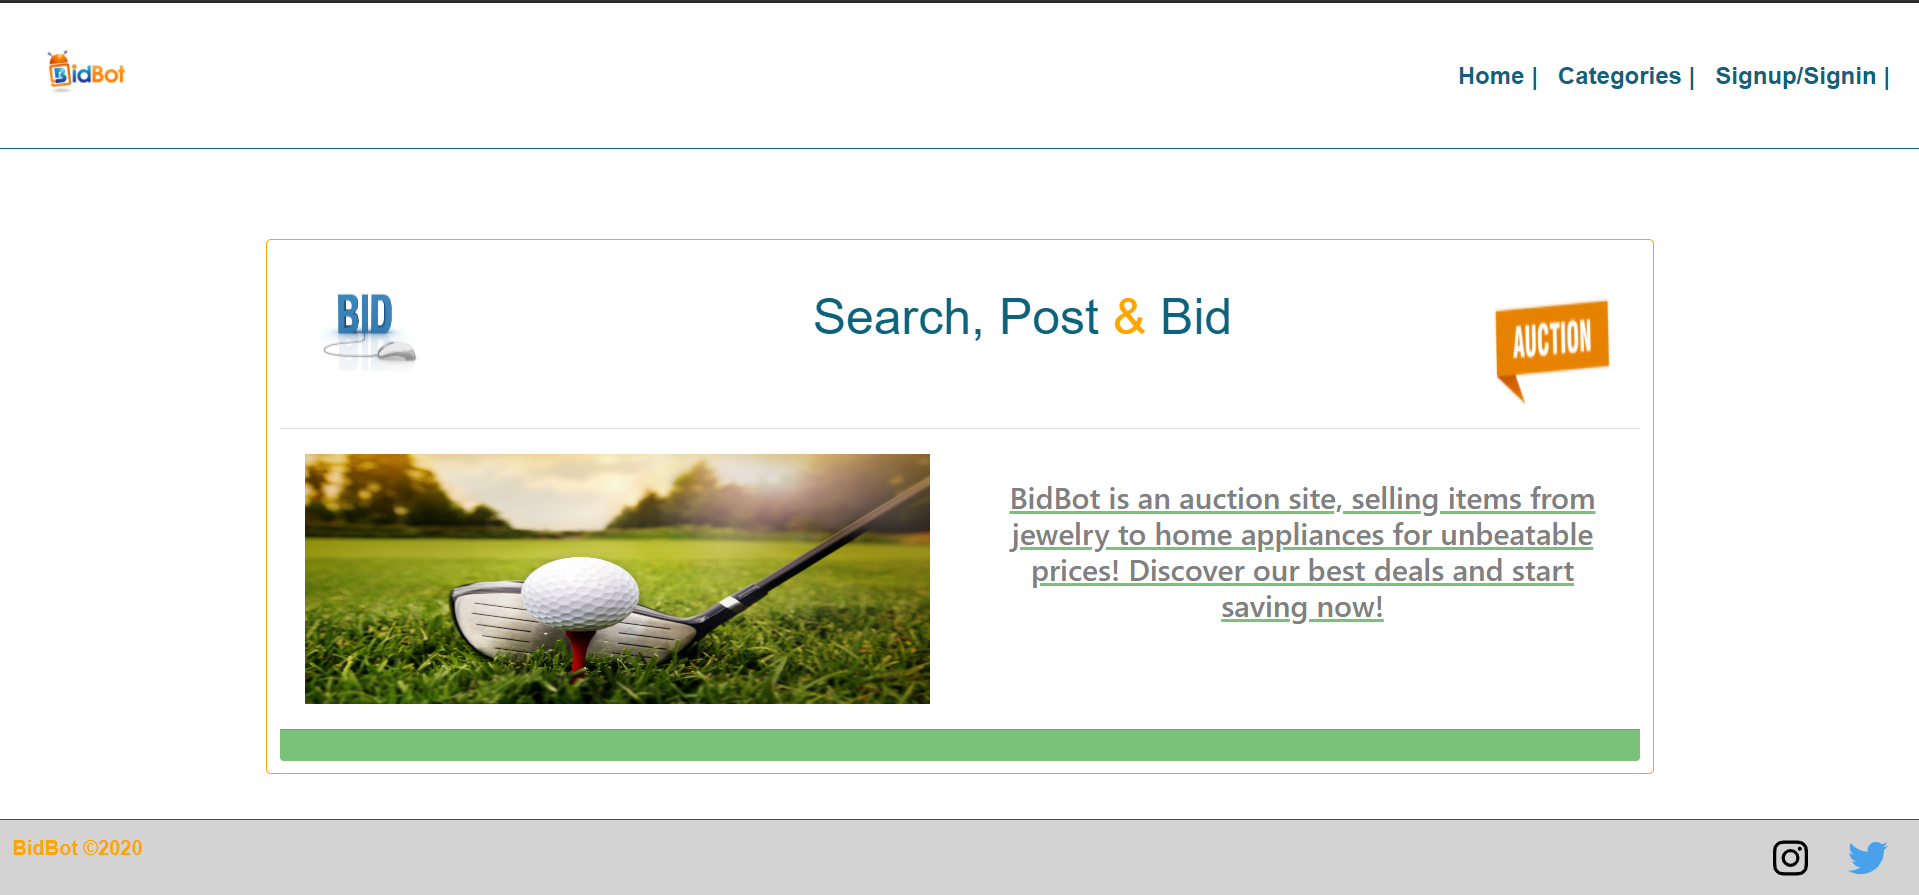 BidBot
Home | Categories | Signup/Signin |
BID
Search, Post & Bid
AUCTION
BidBot is an auction site, selling items from
jewelry to home appliances for unbeatable
prices! Discover our best deals and start
saving now!
BidBot ©2020